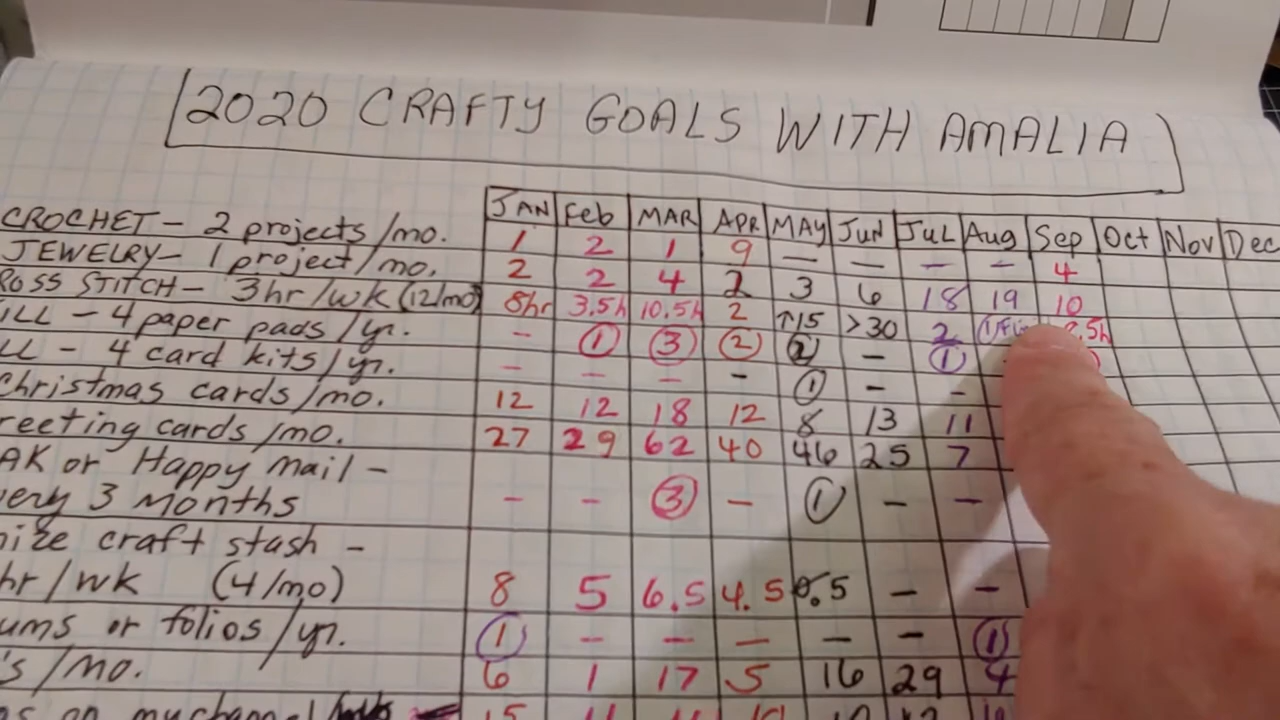 2020 CRAFTY GOALS WITH AMALIA
JAN Feb MAR APR MAY Jun JUL Aug Sep Oct Nov Dec
CROCHET - 2 projects/mo. 1 2 1 9 — — — — 4
JEWELRY - 1 project/mo. 2 2 4 2 3 6 18 19 10
ROSS STITCH - 3hr/wk (12/mo) 8hr 3.5h 10.5h 2 ↑15 >30 2 .5h
ILL - 4 paper pads/yr. - 1 3 2 2 - 1
LL - 4 card kits/yr. - - - - 1 - -
Christmas cards/mo. 12 12 18 12 8 13 11
reeting cards/mo. 27 29 62 40 46 25 7
AK or Happy Mail -
very 3 months - - 3 - 1 - -
nize craft stash -
hr/wk (4/mo) 8 5 6.5 4.5 0.5 - -
ums or folios/yr. 1 - - - - - 1
's/mo. 6 1 17 5 16 29 4
on my channel